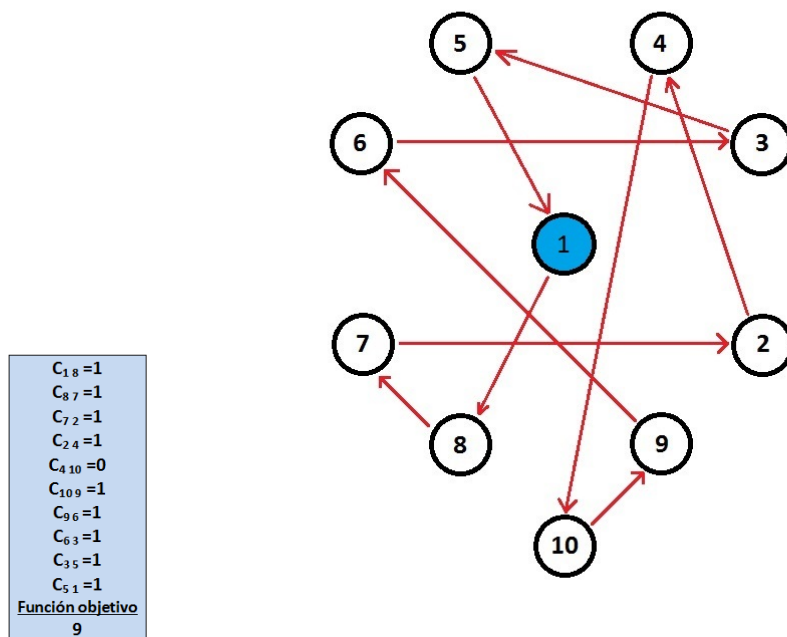 5
4
6
3
1
7
2
8
9
10
C1 8 =1
C8 7 =1
C7 2 =1
C2 4 =1
C4 10 =0
C10 9 =1
C9 6 =1
C6 3 =1
C3 5 =1
C5 1 =1
Función objetivo
9